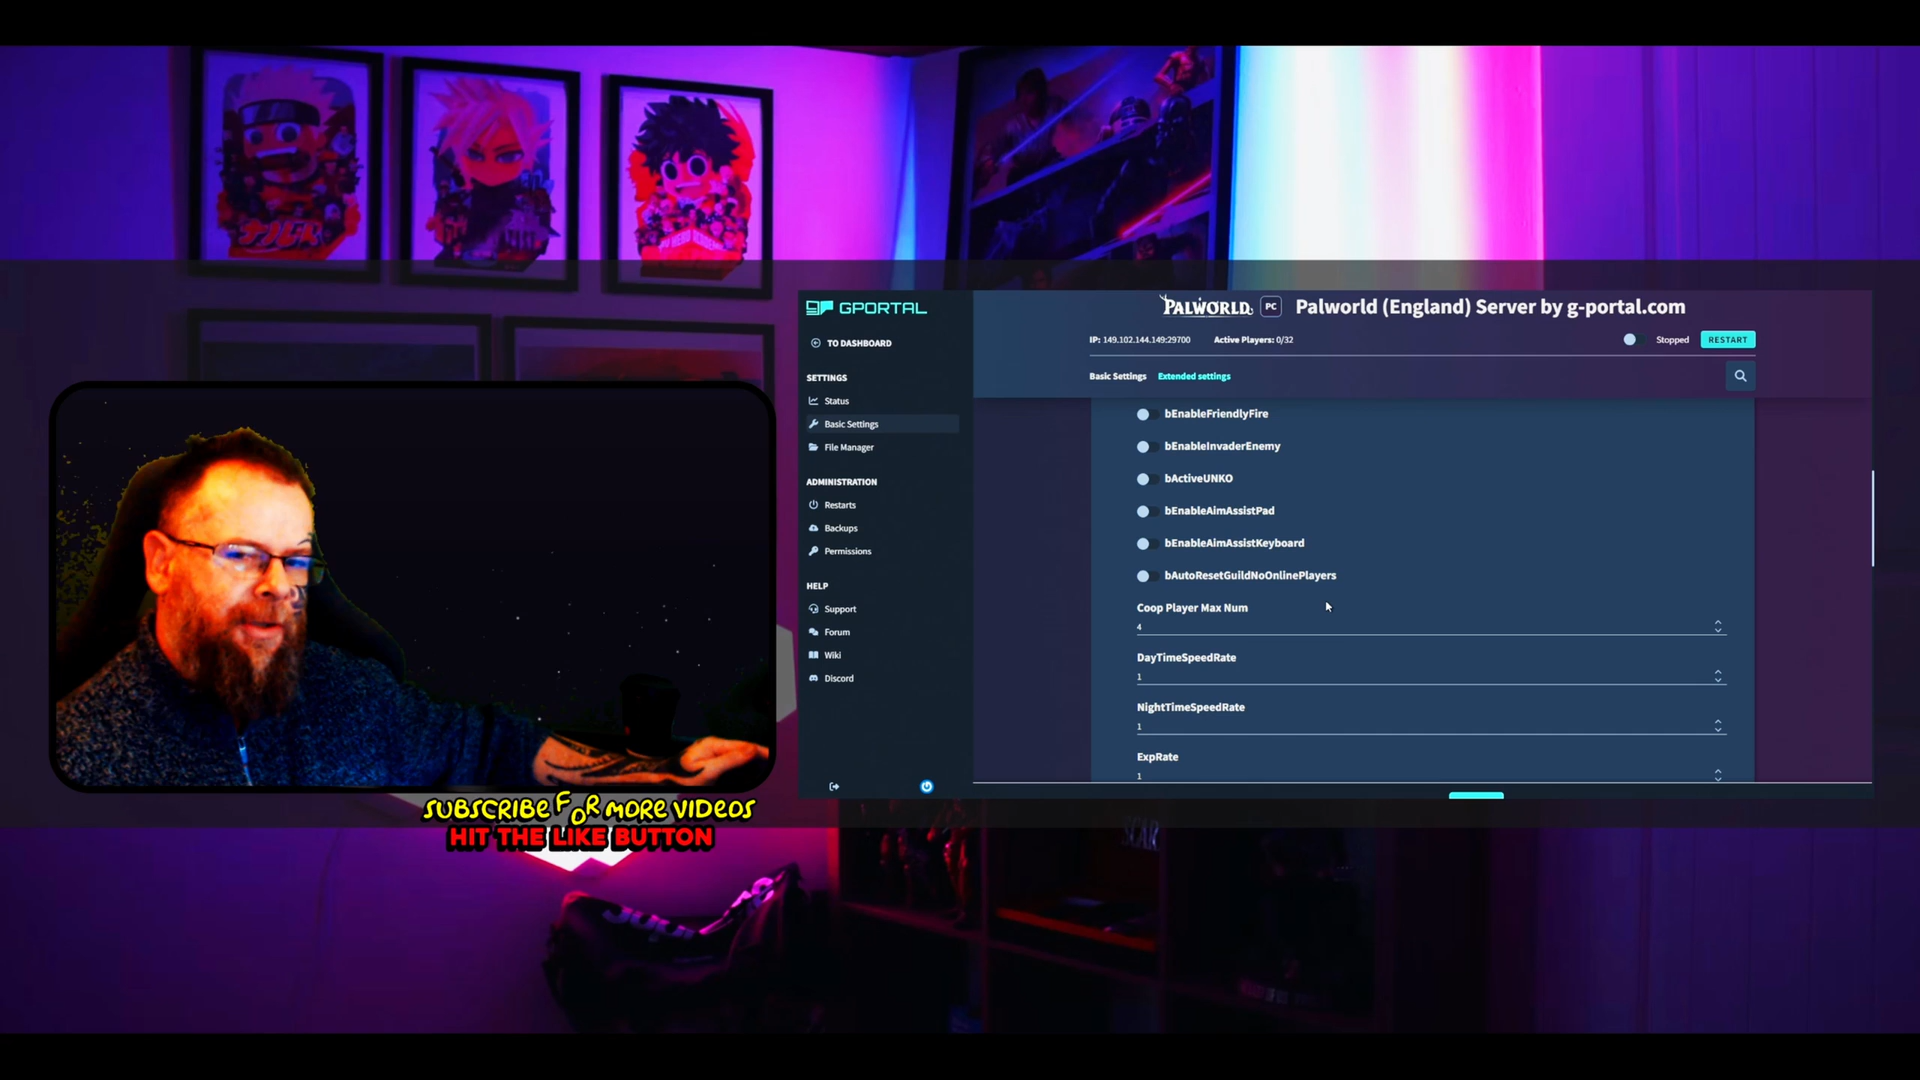 GPORTAL
TO DASHBOARD
SETTINGS
Status
Basic Settings
File Manager
ADMINISTRATION
Restarts
Backups
Permissions
HELP
Support
Forum
Wiki
Discord
PALWORLD
PC
Palworld (England) Server by g-portal.com
IP: 149.102.144.149:29700
Active Players: 0/32
Stopped
RESTART
Basic Settings
Extended settings
bEnableFriendlyFire
bEnableInvaderEnemy
bActiveUNKO
bEnableAimAssistPad
bEnableAimAssistKeyboard
bAutoResetGuildNoOnlinePlayers
Coop Player Max Num
4
DayTimeSpeedRate
1
NightTimeSpeedRate
1
ExpRate
1
SUBSCRIBE FOR MORE VIDEOS
HIT THE LIKE BUTTON
SCAR